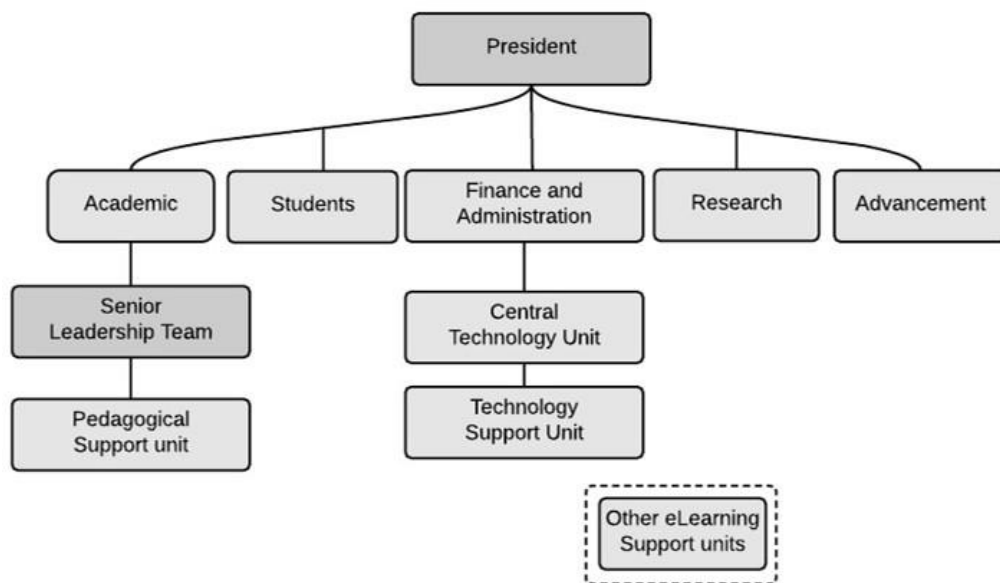 President
Academic
Students
Finance and
Administration
Research
Advancement
Senior
Leadership Team
Central
Technology Unit
Pedagogical
Support unit
Technology
Support Unit
Other eLearning
Support units